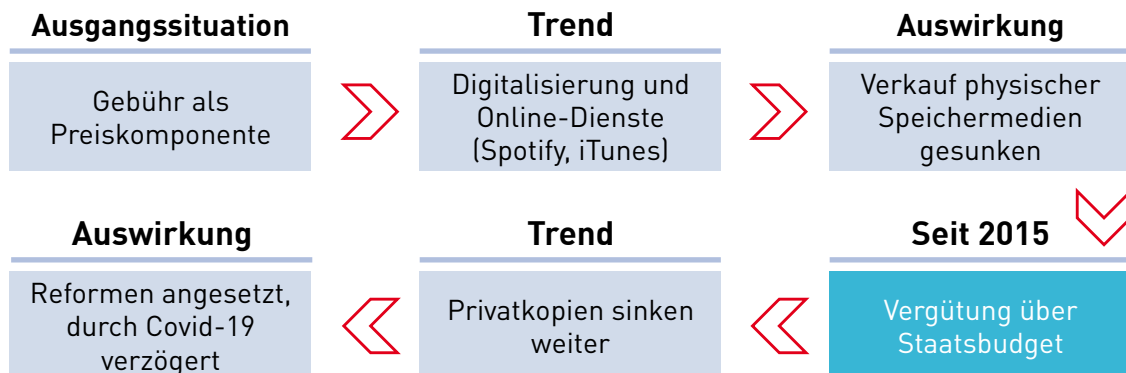 Ausgangssituation
Gebühr als
Preiskomponente
Trend
Digitalisierung und
Online-Dienste
(Spotify, iTunes)
Auswirkung
Verkauf physischer
Speichermedien
gesunken
Seit 2015
Vergütung über
Staatsbudget
Trend
Privatkopien sinken
weiter
Auswirkung
Reformen angesetzt,
durch Covid-19
verzögert